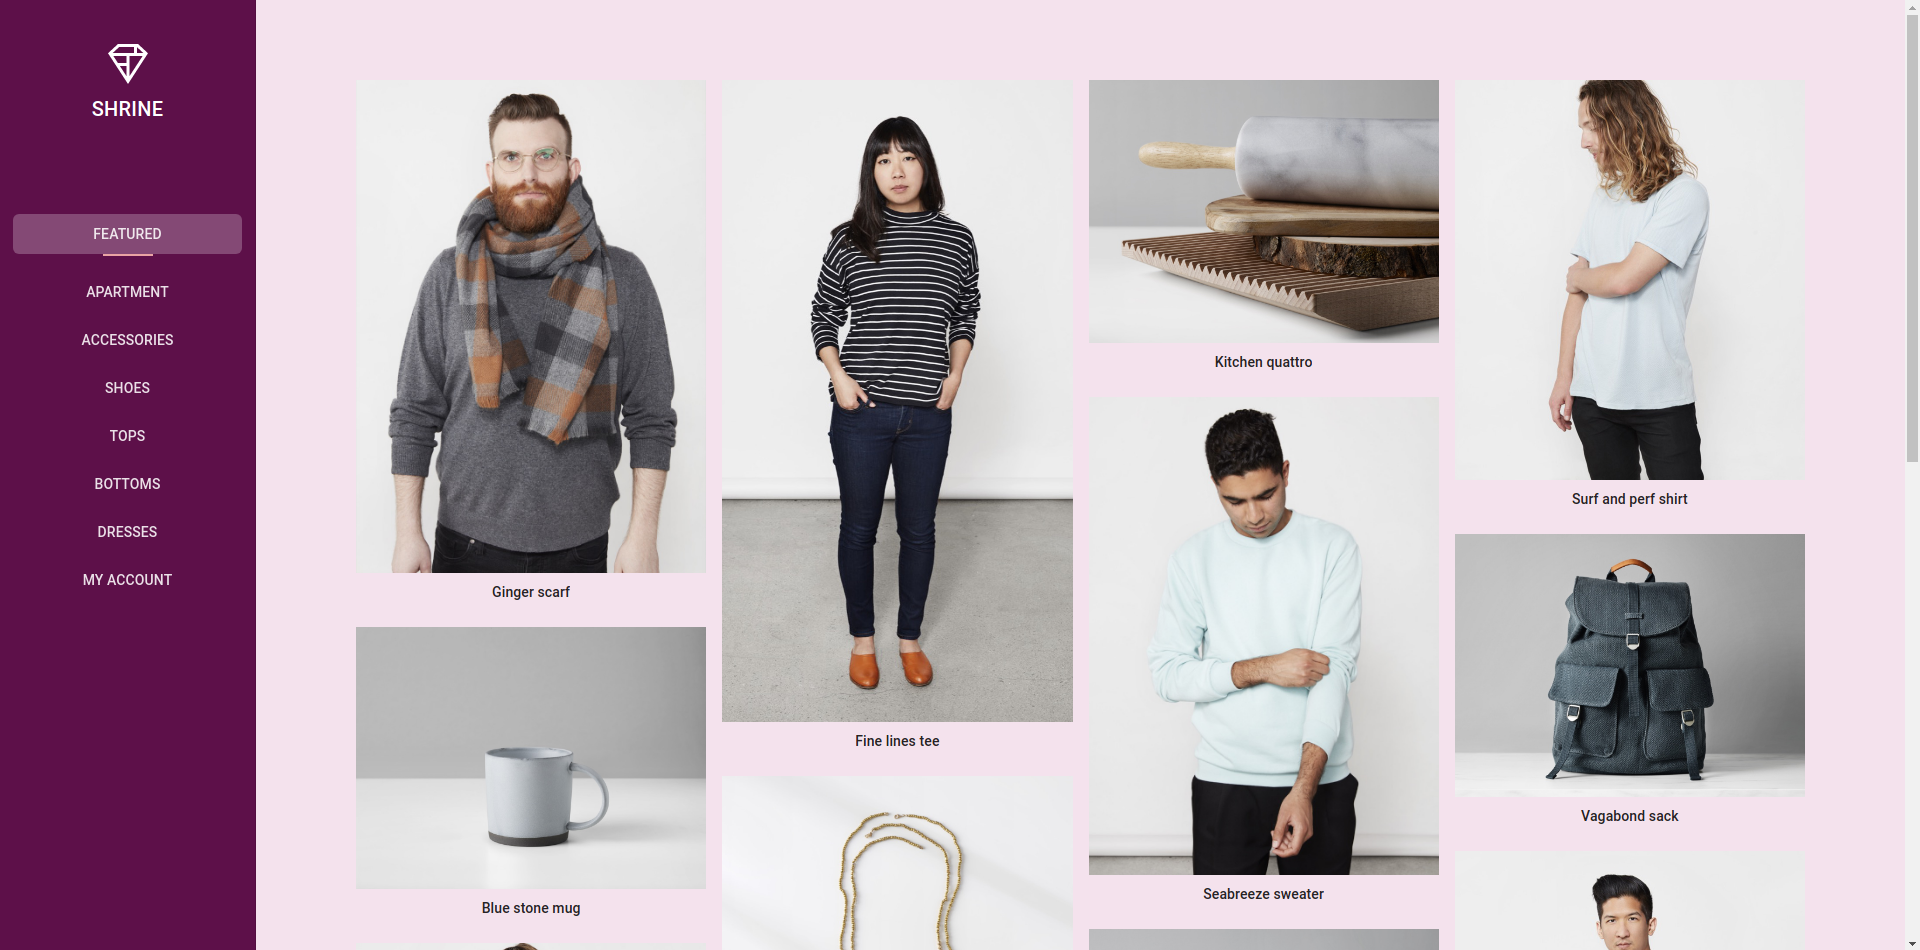 SHRINE
FEATURED
APARTMENT
ACCESSORIES
SHOES
TOPS
BOTTOMS
DRESSES
MY ACCOUNT
Ginger scarf
Blue stone mug
Fine lines tee
Kitchen quattro
Seabreeze sweater
Surf and perf shirt
Vagabond sack